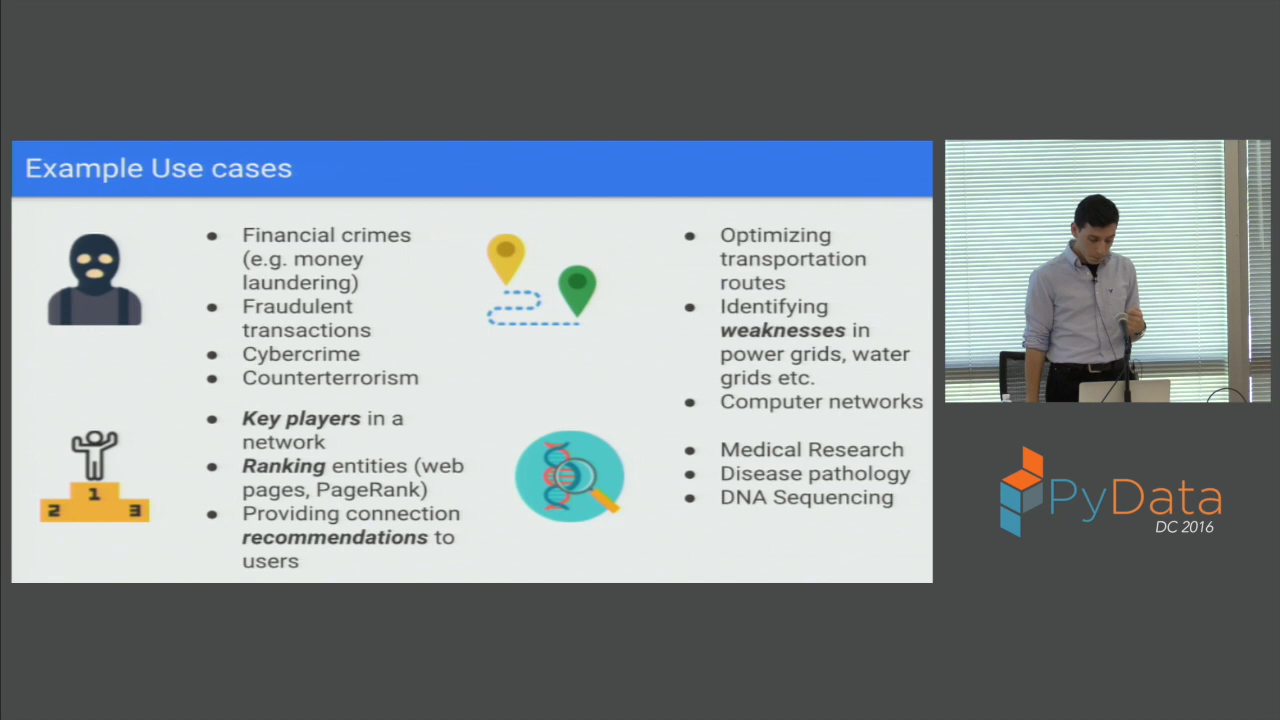 Example Use cases
Financial crimes
(e.g. money
laundering)
Fraudulent
transactions
Cybercrime
Counterterrorism
Key players in a
network
Ranking entities (web
pages, PageRank)
Providing connection
recommendations to
users
1
2 3
Optimizing
transportation
routes
Identifying
weaknesses in
power grids, water
grids etc.
Computer networks
Medical Research
Disease pathology
DNA Sequencing
PyData
DC 2016